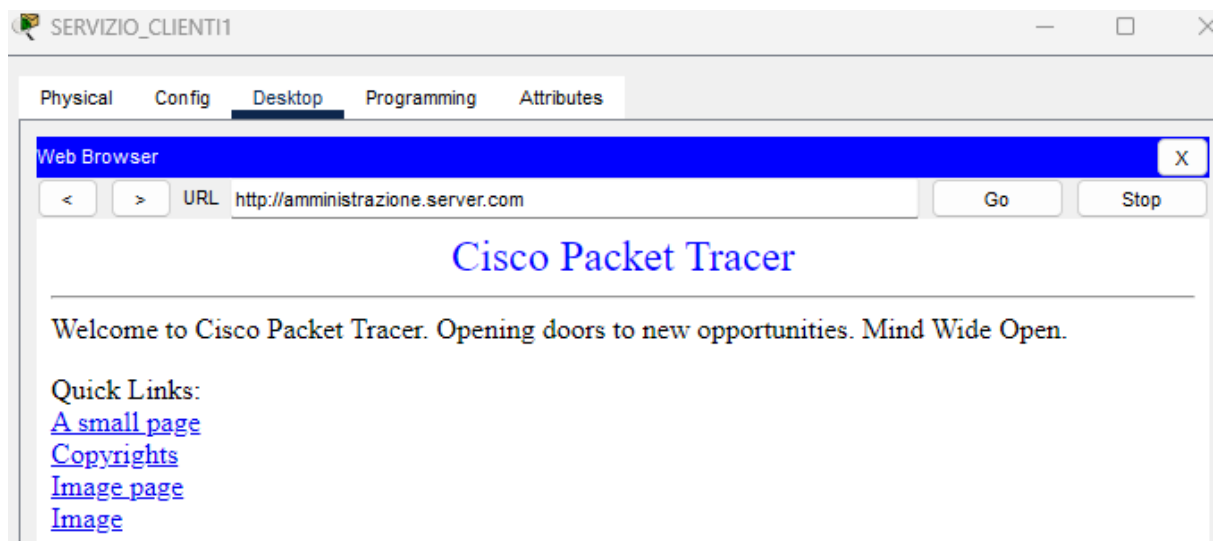 SERVIZIO_CLIENTI1
Physical Config Desktop Programming Attributes
Web Browser X
< > URL http://amministrazione.server.com Go Stop
Cisco Packet Tracer
Welcome to Cisco Packet Tracer. Opening doors to new opportunities. Mind Wide Open.
Quick Links:
A small page
Copyrights
Image page
Image